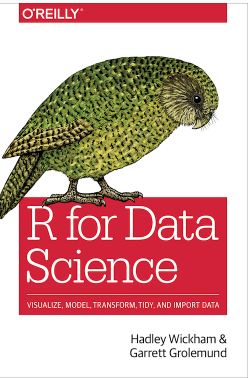 O'REILLY®
R for Data
Science
VISUALIZE, MODEL, TRANSFORM, TIDY, AND IMPORT DATA
Hadley Wickham &
Garrett Grolemund